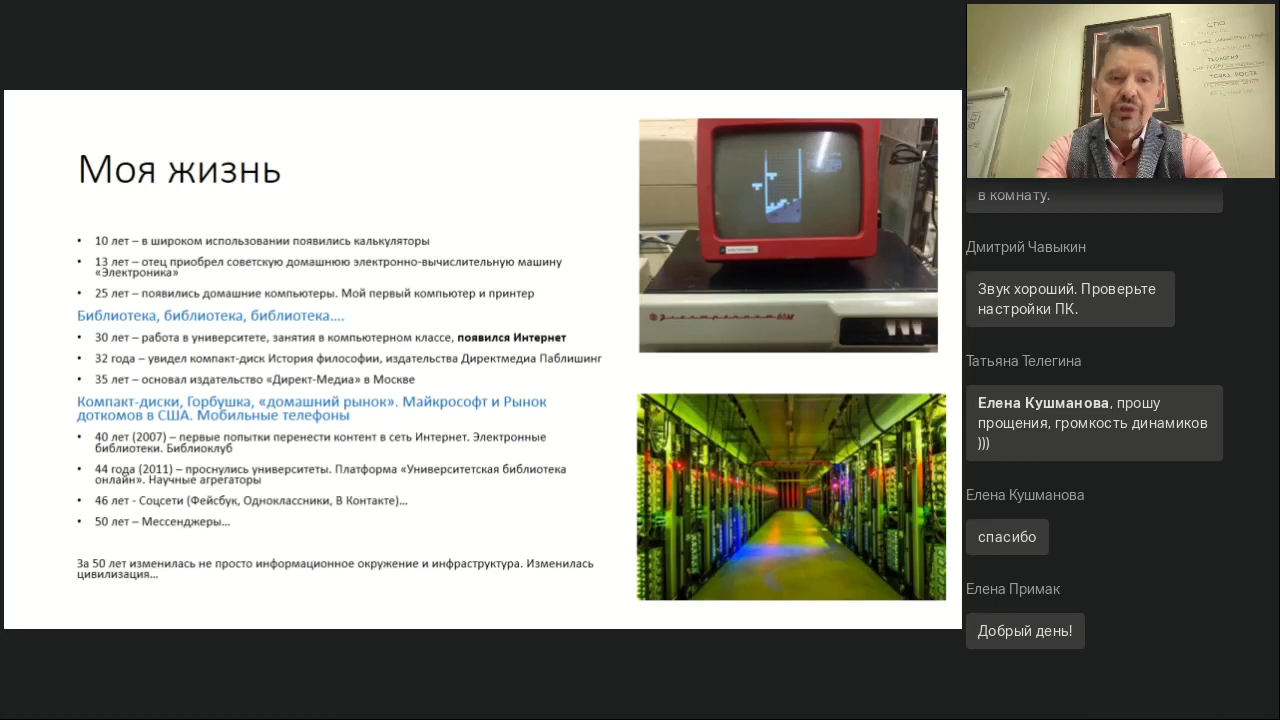 Моя жизнь
• 10 лет – в широком использовании появились калькуляторы
• 13 лет – отец приобрел советскую домашнюю электронно-вычислительную машину
«Электроника»
• 25 лет – появились домашние компьютеры. Мой первый компьютер и принтер
Библиотека, библиотека, библиотека….
• 30 лет – работа в университете, занятия в компьютерном классе, появился Интернет
• 32 года – увидел компакт-диск История философии, издательства Директмедиа Паблишинг
• 35 лет – основал издательство «Директ-Медиа» в Москве
Компакт-диски, Горбушка, «домашний рынок». Майкрософт и Рынок
доткомов в США. Мобильные телефоны
• 40 лет (2007) – первые попытки перенести контент в сеть Интернет. Электронные
библиотеки. Библиоклуб
• 44 года (2011) – проснулись университеты. Платформа «Университетская библиотека
онлайн». Научные агрегаторы
• 46 лет - Соцсети (Фейсбук, Одноклассники, В Контакте)…
• 50 лет – Мессенджеры…
За 50 лет изменилась не просто информационное окружение и инфраструктура. Изменилась
цивилизация…
Электроника 60М
СПО
ТЕОЛОГИЯ
ТОЧКА РОСТА
в комнату.
Дмитрий Чавыкин
Звук хороший. Проверьте
настройки ПК.
Татьяна Телегина
Елена Кушманова, прошу
прощения, громкость динамиков
)))
Елена Кушманова
спасибо
Елена Примак
Добрый день!